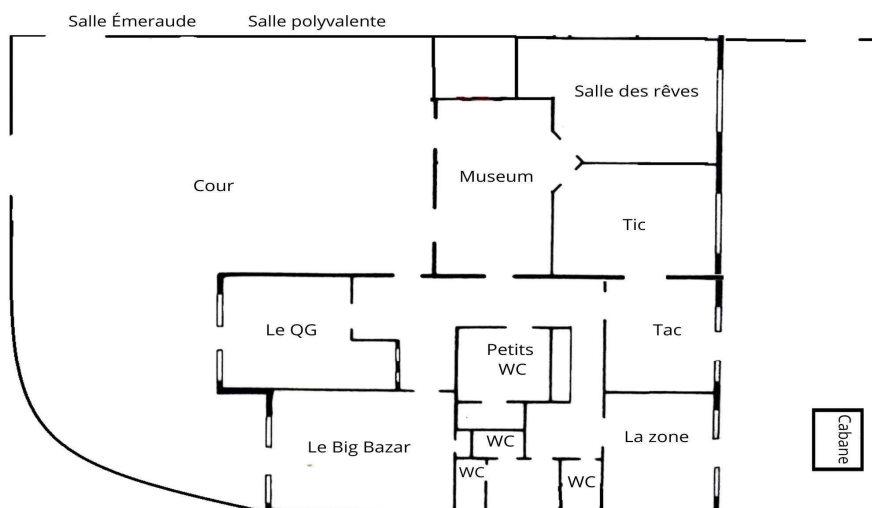 Salle Émeraude
Salle polyvalente
Salle des rêves
Museum
Cour
Tic
Le QG
Tac
Petits
WC
La zone
WC
Le Big Bazar
WC
WC
Cabane